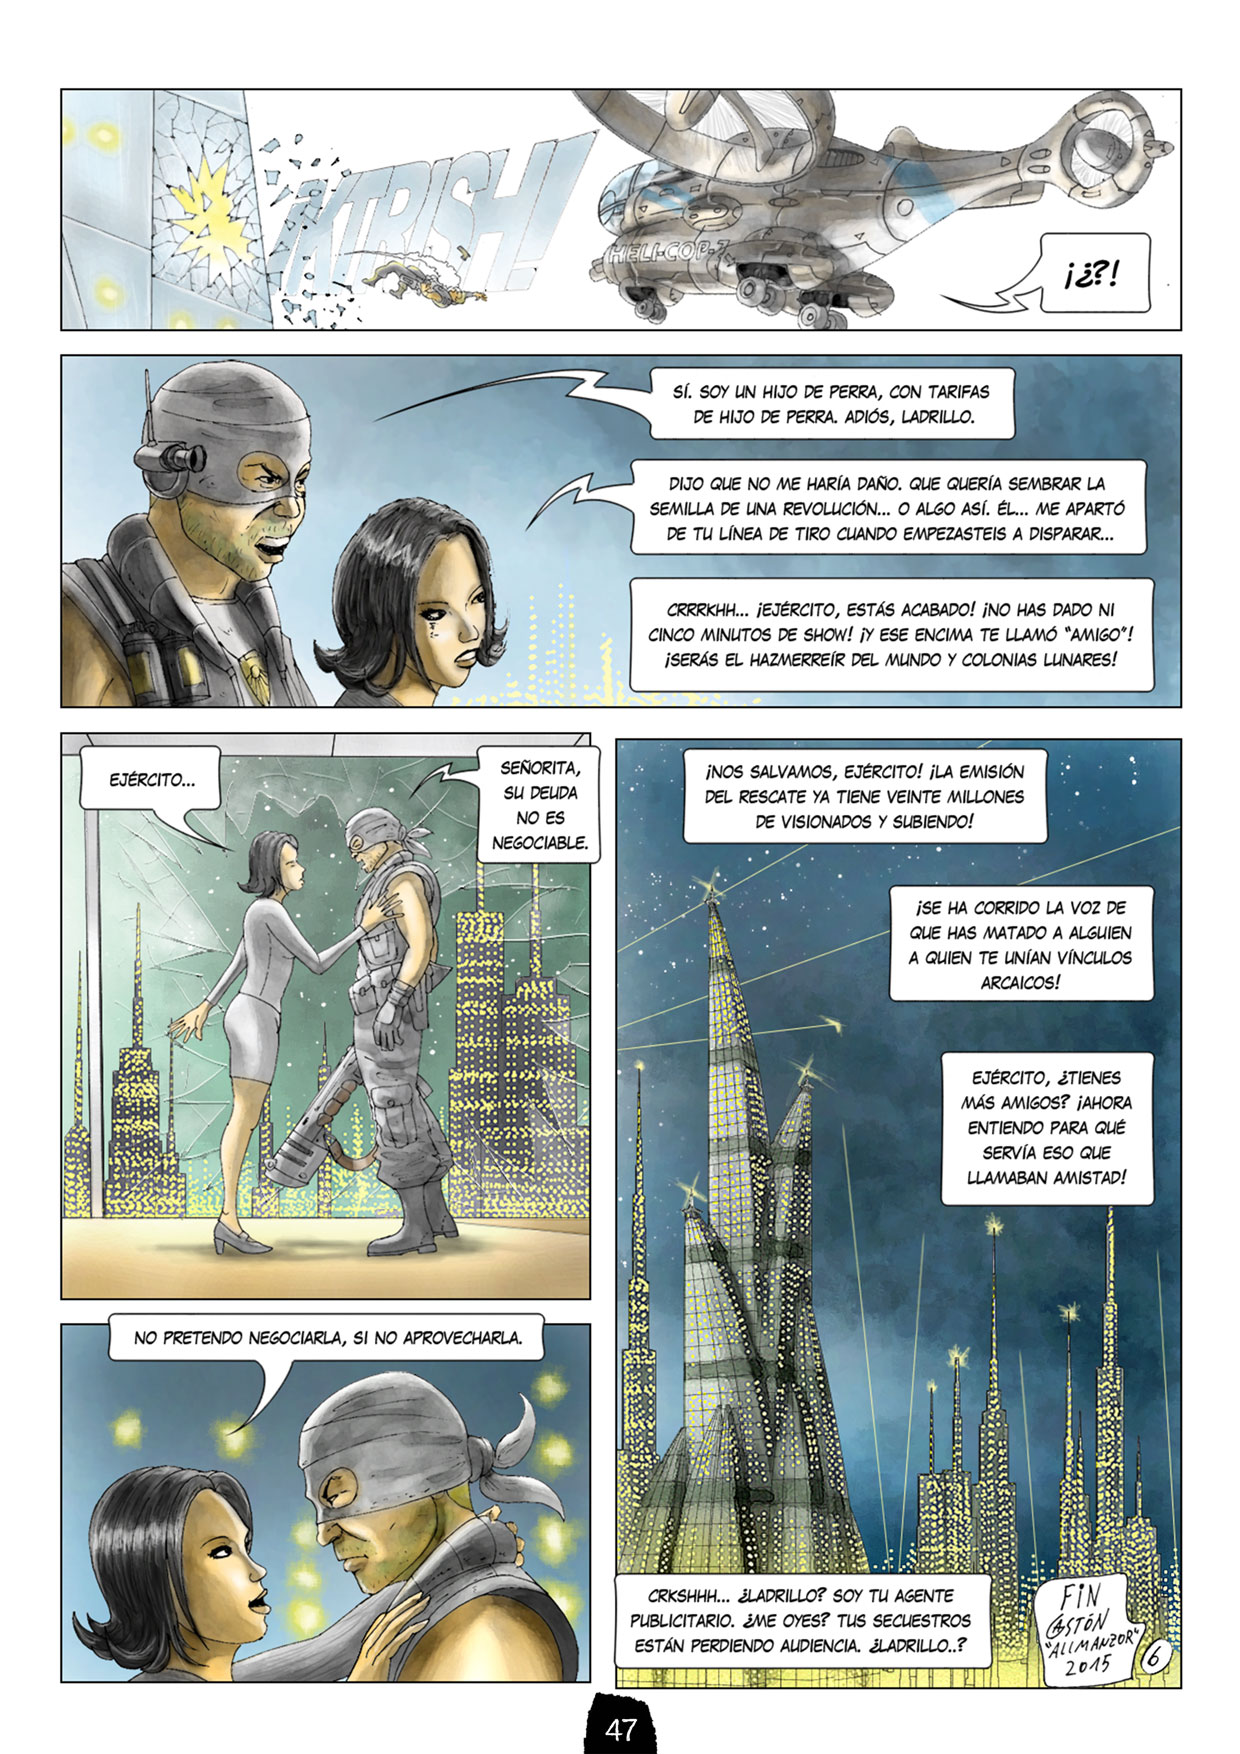 ¡KTRISH!
HELI-COP-7
¡¿?!
SÍ. SOY UN HIJO DE PERRA, CON TARIFAS
DE HIJO DE PERRA. ADIÓS, LADRILLO.
DIJO QUE NO ME HARÍA DAÑO. QUE QUERÍA SEMBRAR LA
SEMILLA DE UNA REVOLUCIÓN... O ALGO ASÍ. ÉL... ME APARTÓ
DE TU LÍNEA DE TIRO CUANDO EMPEZASTEIS A DISPARAR...
CRRRKHH... ¡EJÉRCITO, ESTÁS ACABADO! ¡NO HAS DADO NI
CINCO MINUTOS DE SHOW! ¡Y ESE ENCIMA TE LLAMÓ "AMIGO"!
¡SERÁS EL HAZMERREÍR DEL MUNDO Y COLONIAS LUNARES!
EJÉRCITO...
SEÑORITA,
SU DEUDA
NO ES
NEGOCIABLE.
NO PRETENDO NEGOCIARLA, SI NO APROVECHARLA.
¡NOS SALVAMOS, EJÉRCITO! ¡LA EMISIÓN
DEL RESCATE YA TIENE VEINTE MILLONES
DE VISIONADOS Y SUBIENDO!
¡SE HA CORRIDO LA VOZ DE
QUE HAS MATADO A ALGUIEN
A QUIEN TE UNÍAN VÍNCULOS
ARCAICOS!
EJÉRCITO, ¿TIENES
MÁS AMIGOS? ¡AHORA
ENTIENDO PARA QUÉ
SERVÍA ESO QUE
LLAMABAN AMISTAD!
CRKSHHH... ¿LADRILLO? SOY TU AGENTE
PUBLICITARIO. ¿ME OYES? TUS SECUESTROS
ESTÁN PERDIENDO AUDIENCIA. ¿LADRILLO..?
FIN
GASTÓN
"ALLMANZOR"
2015
6
47